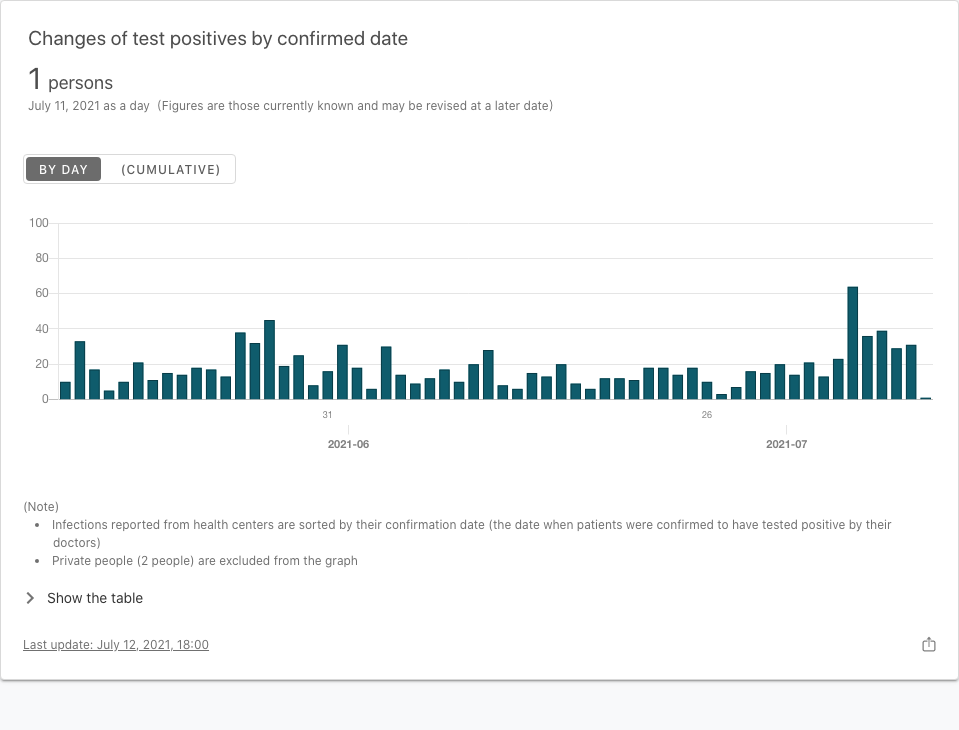 Changes of test positives by confirmed date
1 persons
July 11, 2021 as a day (Figures are those currently known and may be revised at a later date)
BY DAY (CUMULATIVE)
100
80
60
40
20
0
31 26
2021-06 2021-07
(Note)
• Infections reported from health centers are sorted by their confirmation date (the date when patients were confirmed to have tested positive by their
doctors)
• Private people (2 people) are excluded from the graph
Show the table
Last update: July 12, 2021, 18:00